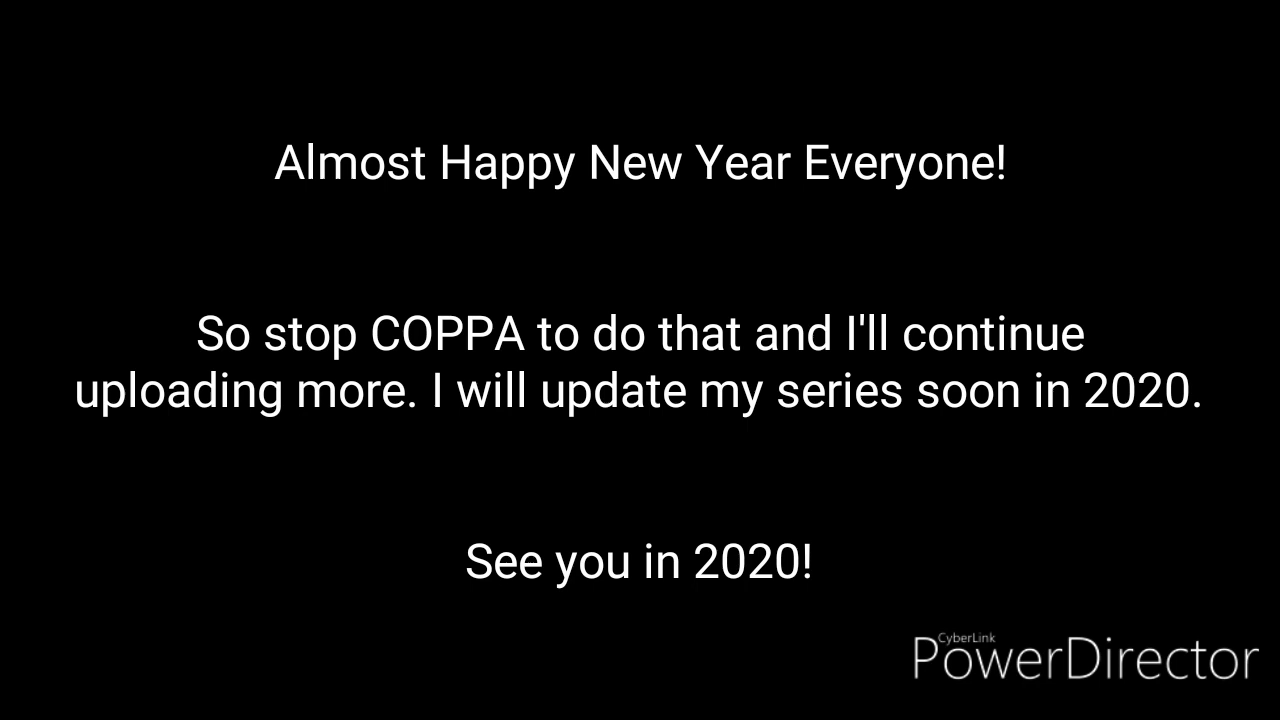 Almost Happy New Year Everyone!
So stop COPPA to do that and I'll continue
uploading more. I will update my series soon in 2020.
See you in 2020!
CyberLink
PowerDirector